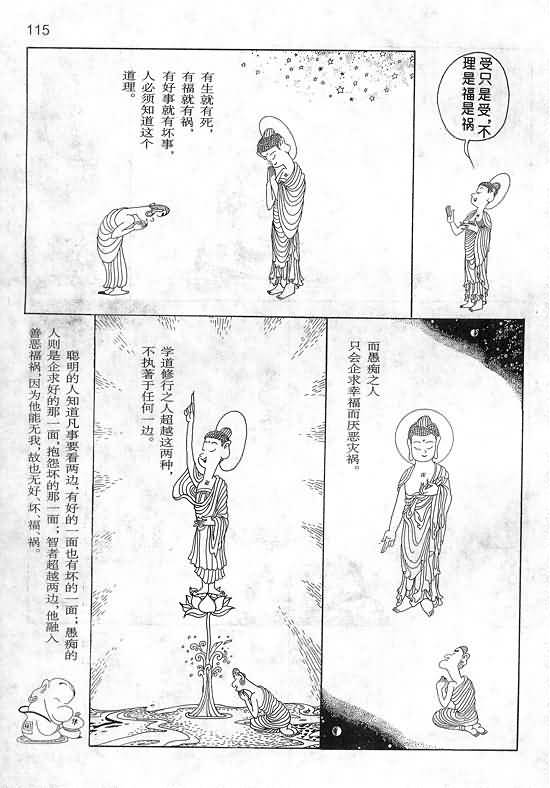 115
受只是受，不
理是福是祸
有生就有死，
有福就有祸。
有好事就有坏事。
人必须知道这个
道理。
而愚痴之人
只会企求幸福而厌恶灾祸。
学道修行之人超越这两种，
不执著于任何一边。
聪明的人知道凡事要看两边，有好的一面也有坏的一面；愚痴的
人则是企求好的那一面，抱怨坏的那一面；智者超越两边，他融入
善恶福祸，因为他能无我，故也无好、坏、福、祸。